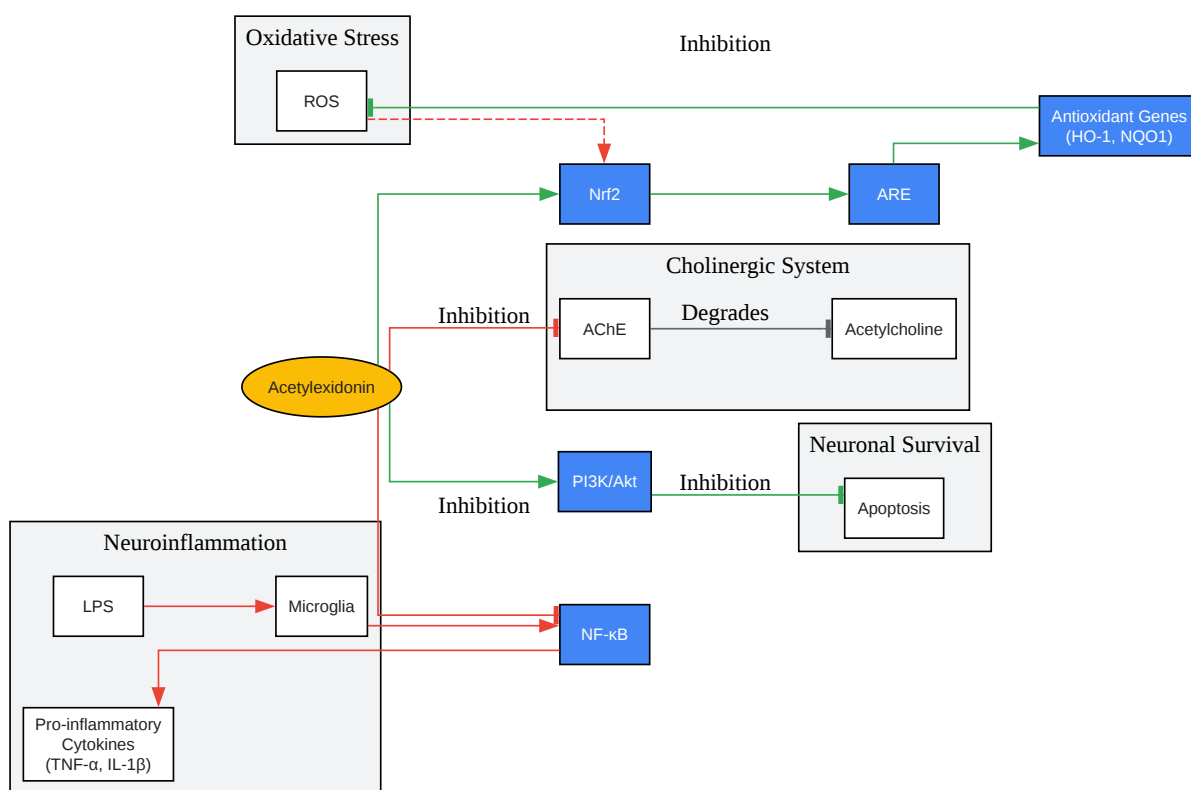 Oxidative Stress
Inhibition
ROS
Antioxidant Genes
(HO-1, NQO1)
Nrf2
ARE
Cholinergic System
Inhibition
Degrades
AChE
Acetylcholine
Acetylexidonin
Neuronal Survival
PI3K/Akt
Inhibition
Inhibition
Apoptosis
Neuroinflammation
LPS
Microglia
NF-κB
Pro-inflammatory
Cytokines
(TNF-α, IL-1β)